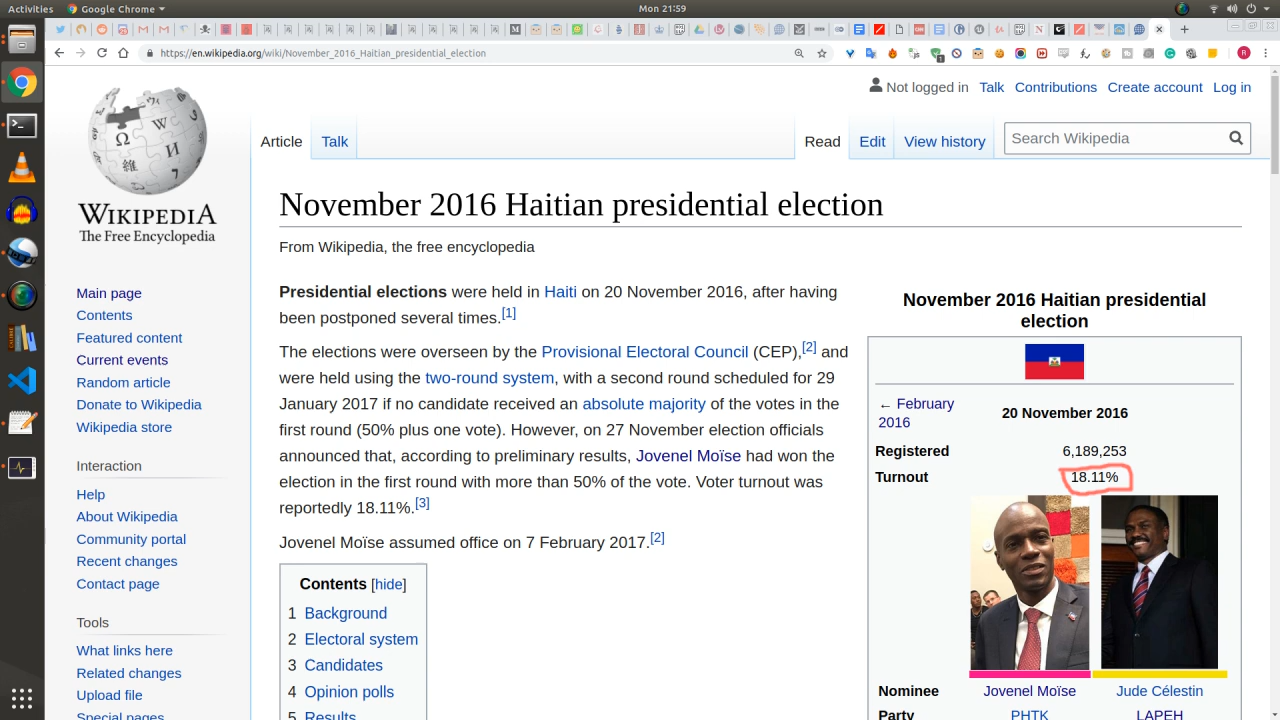 Activities
Google Chrome
Mon 21:59
https://en.wikipedia.org/wiki/November_2016_Haitian_presidential_election
Not logged in Talk Contributions Create account Log in
Article Talk Read Edit View history Search Wikipedia
WIKIPEDIA
The Free Encyclopedia
Main page
Contents
Featured content
Current events
Random article
Donate to Wikipedia
Wikipedia store
Interaction
Help
About Wikipedia
Community portal
Recent changes
Contact page
Tools
What links here
Related changes
Upload file
Special pages
November 2016 Haitian presidential election
From Wikipedia, the free encyclopedia
Presidential elections were held in Haiti on 20 November 2016, after having
been postponed several times.[1]
The elections were overseen by the Provisional Electoral Council (CEP),[2] and
were held using the two-round system, with a second round scheduled for 29
January 2017 if no candidate received an absolute majority of the votes in the
first round (50% plus one vote). However, on 27 November election officials
announced that, according to preliminary results, Jovenel Moïse had won the
election in the first round with more than 50% of the vote. Voter turnout was
reportedly 18.11%.[3]
Jovenel Moïse assumed office on 7 February 2017.[2]
Contents [hide]
1 Background
2 Electoral system
3 Candidates
4 Opinion polls
5 Results
November 2016 Haitian presidential
election
← February
2016
20 November 2016
Registered 6,189,253
Turnout 18.11%
Nominee Jovenel Moïse Jude Célestin
Party PHTK LAPEH